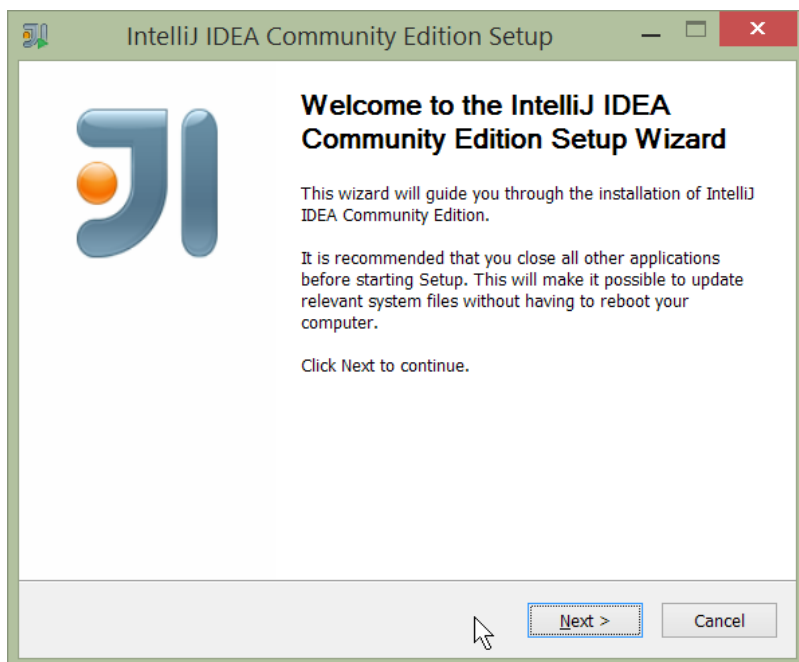 IntelliJ IDEA Community Edition Setup
Welcome to the IntelliJ IDEA
Community Edition Setup Wizard
This wizard will guide you through the installation of IntelliJ
IDEA Community Edition.
It is recommended that you close all other applications
before starting Setup. This will make it possible to update
relevant system files without having to reboot your
computer.
Click Next to continue.
Next >
Cancel